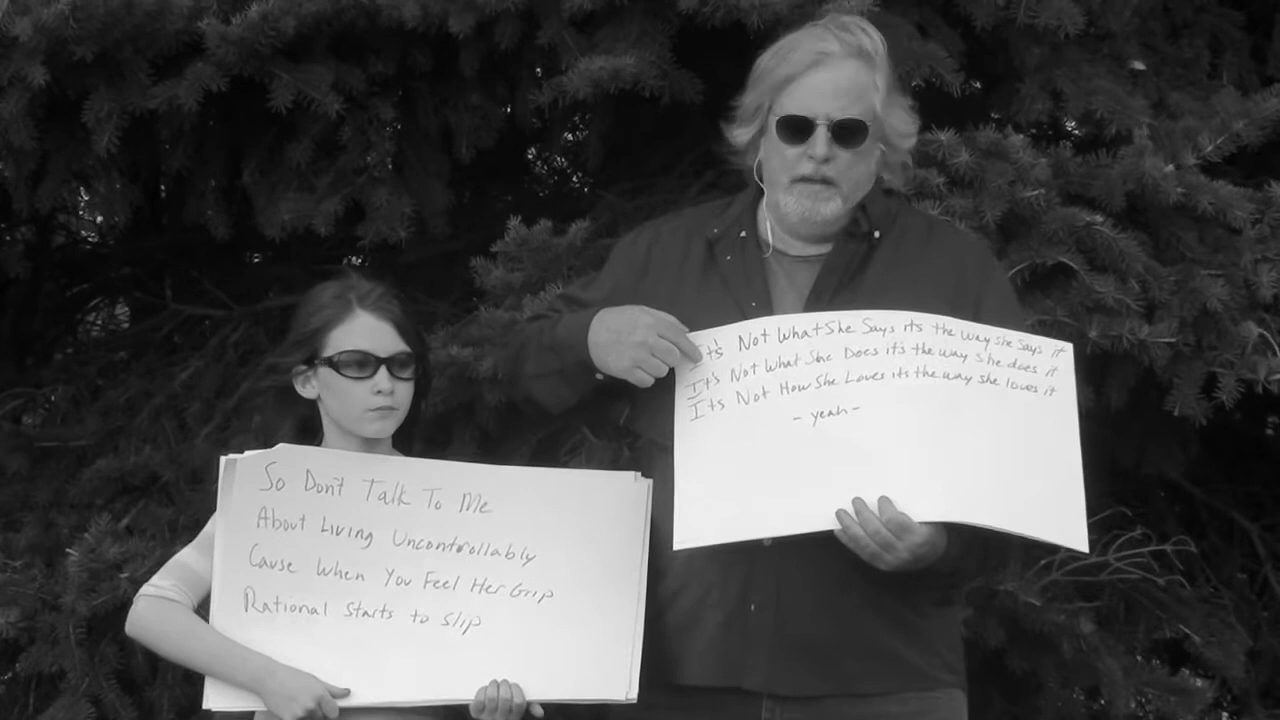 So Don't Talk To Me
About Living Uncontrollably
Cause When You Feel Her Grip
Rational Starts to Slip
It's Not What She Says its the way she says it
It's Not What She Does it's the way she does it
Its Not How She Loves its the way she loves it
- yeah -